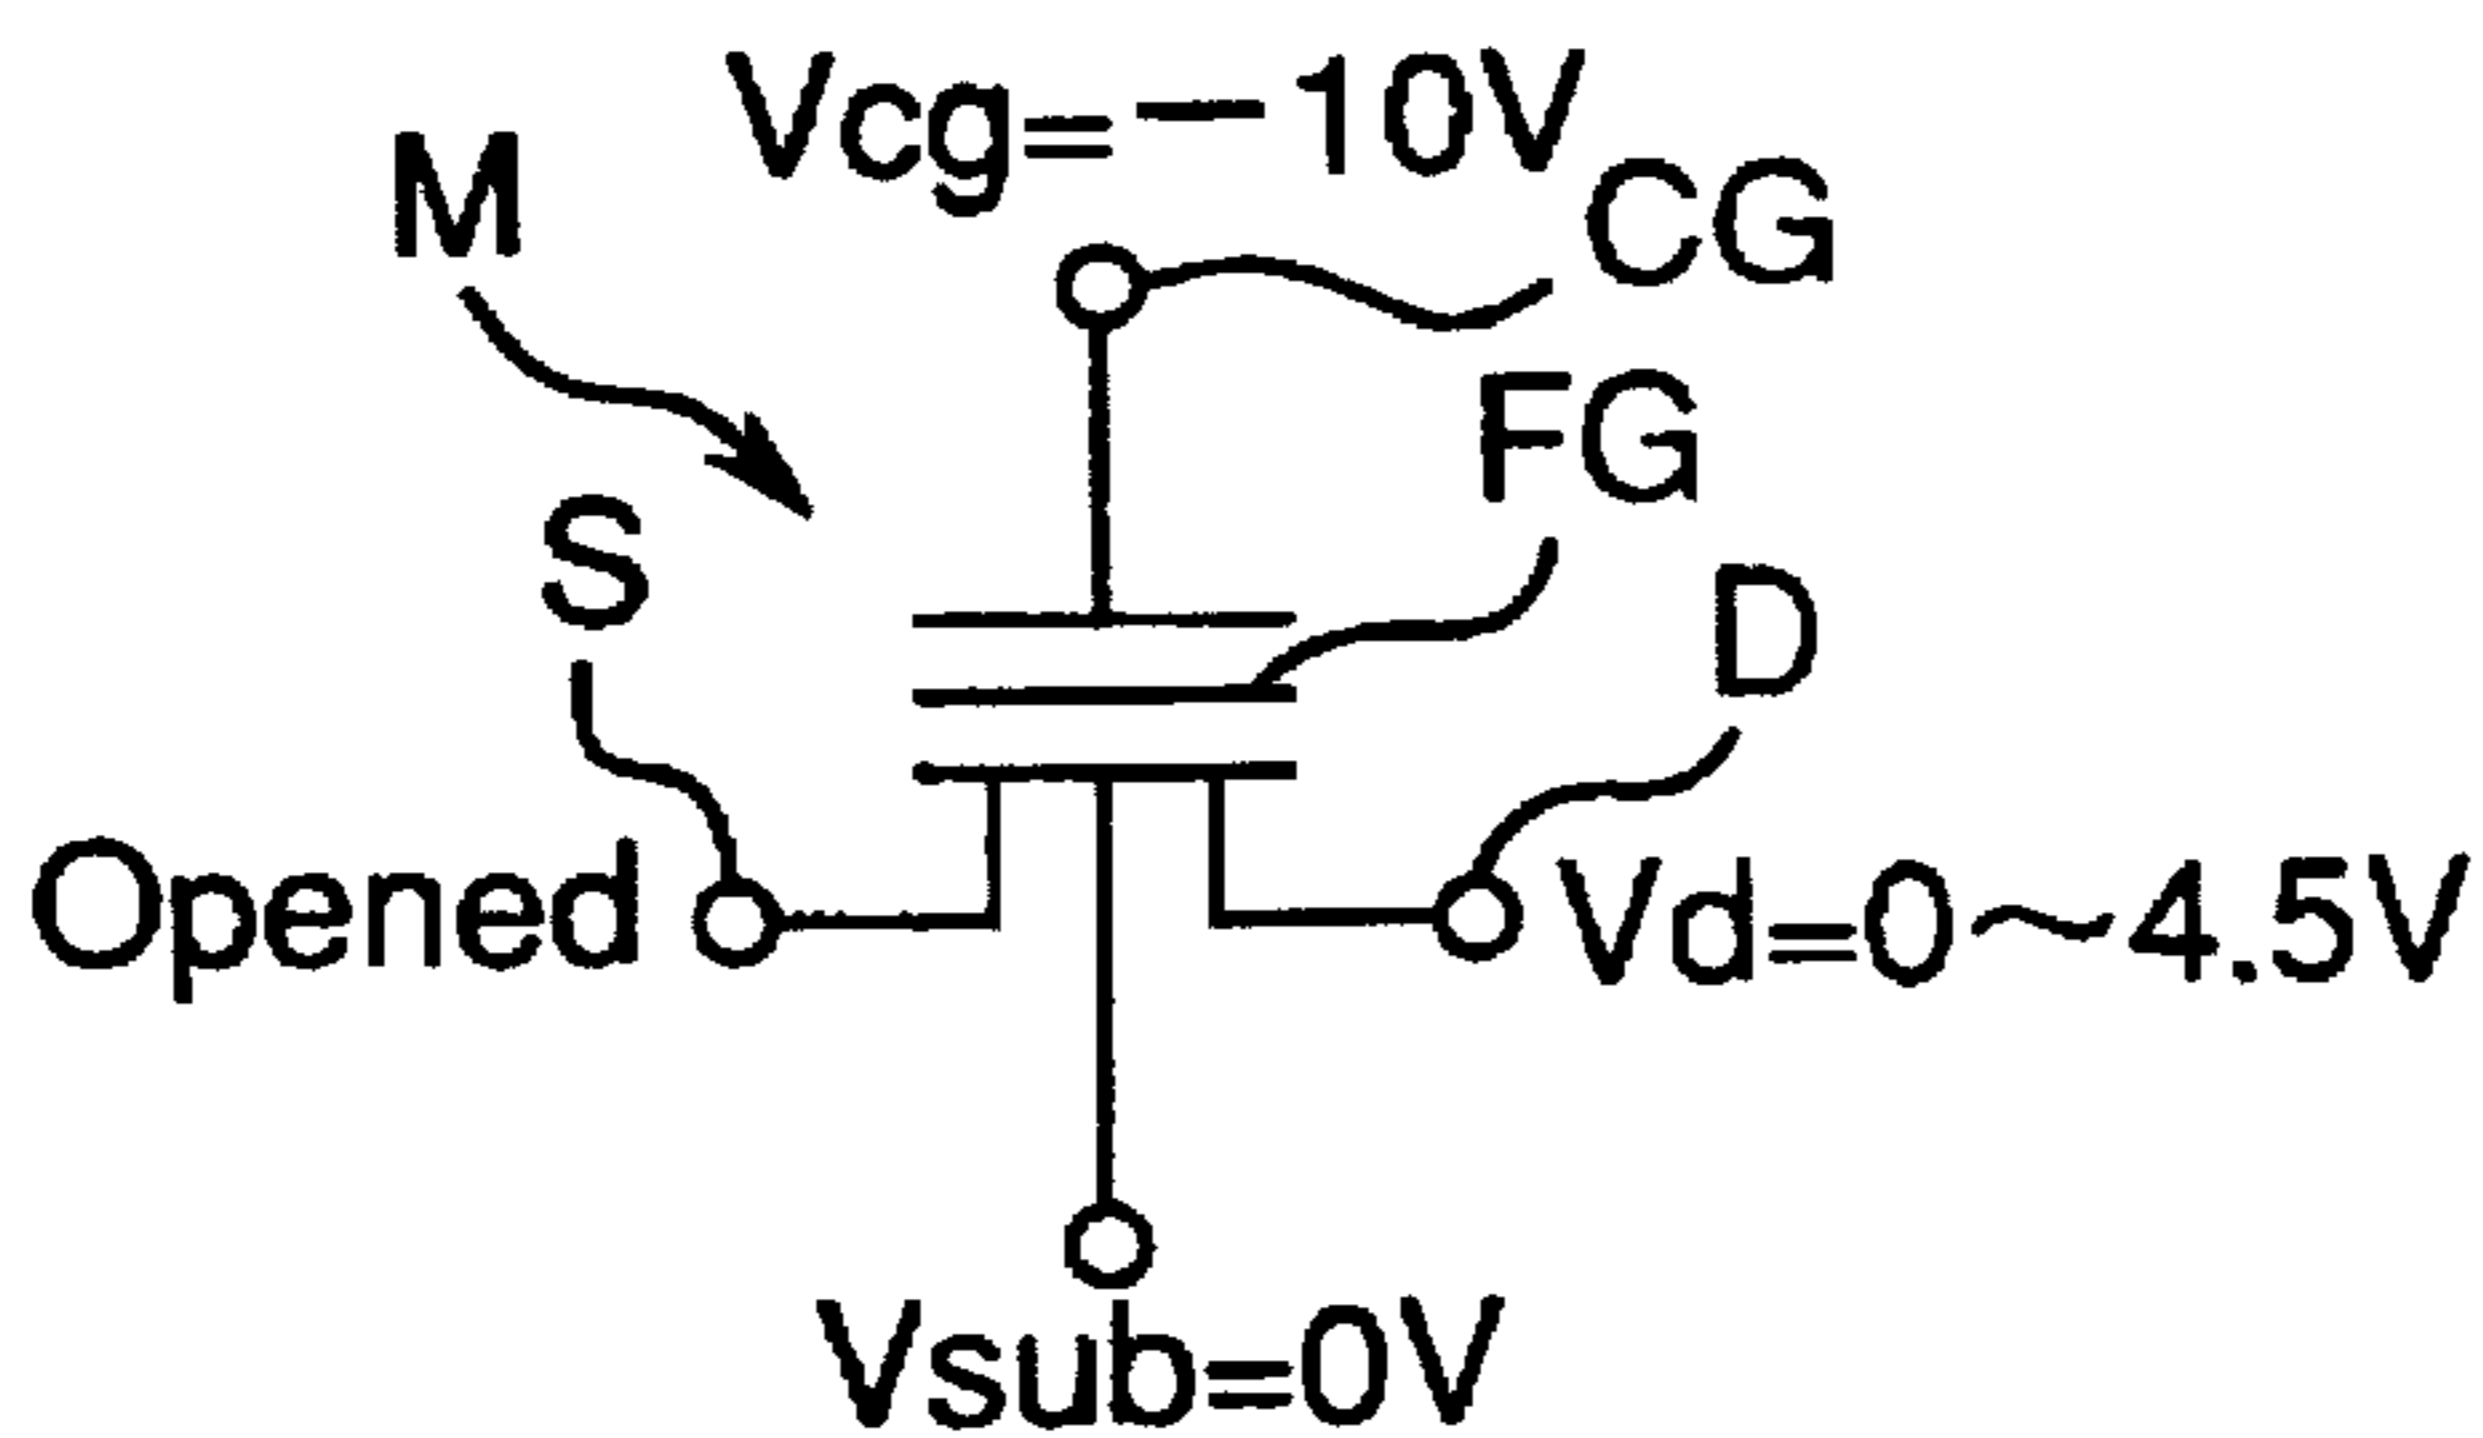 Vcg=−10V
M
CG
FG
S
D
Opened
Vd=0~4.5V
Vsub=0V